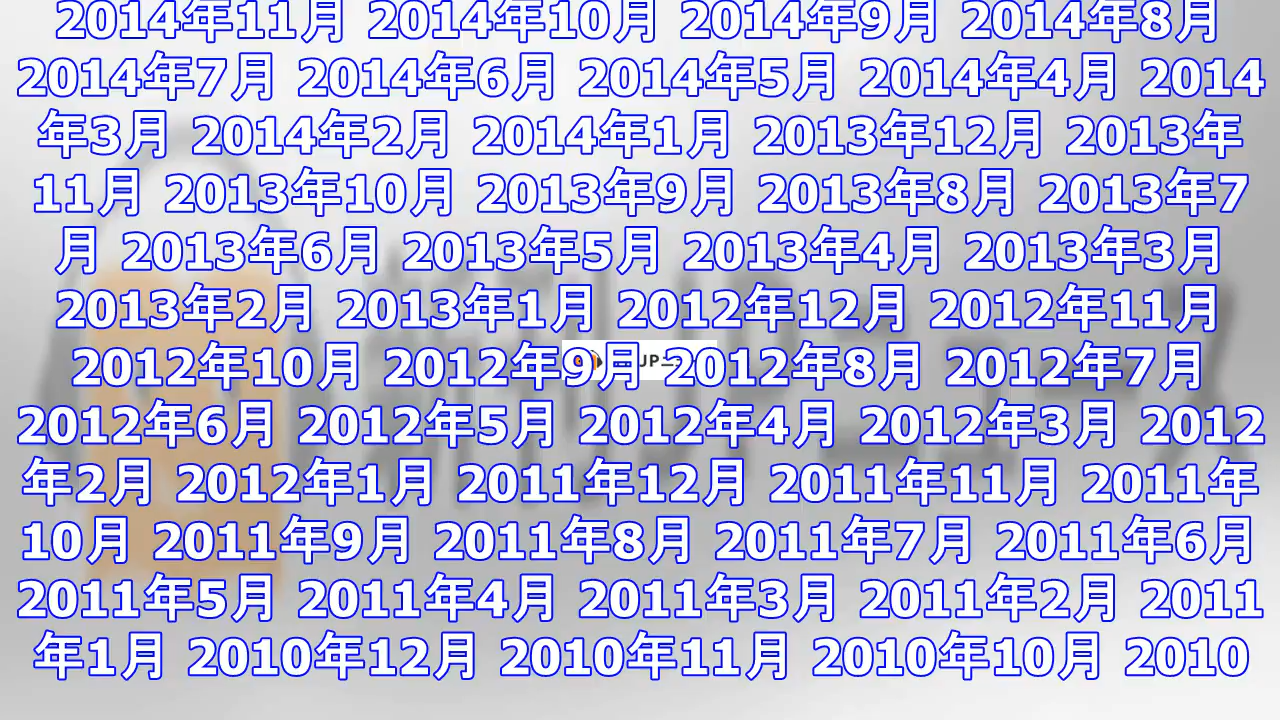 2014年11月 2014年10月 2014年9月 2014年8月
2014年7月 2014年6月 2014年5月 2014年4月 2014
年3月 2014年2月 2014年1月 2013年12月 2013年
11月 2013年10月 2013年9月 2013年8月 2013年7
月 2013年6月 2013年5月 2013年4月 2013年3月
2013年2月 2013年1月 2012年12月 2012年11月
2012年10月 2012年9月 2012年8月 2012年7月
2012年6月 2012年5月 2012年4月 2012年3月 2012
年2月 2012年1月 2011年12月 2011年11月 2011年
10月 2011年9月 2011年8月 2011年7月 2011年6月
2011年5月 2011年4月 2011年3月 2011年2月 2011
年1月 2010年12月 2010年11月 2010年10月 2010